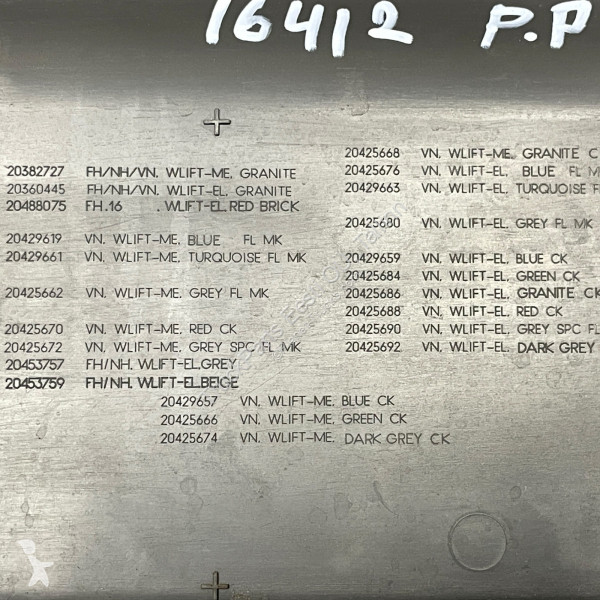 16412 P.P
20382727 FH/NH/VN. WLIFT-ME. GRANITE
20360445 FH/NH/VN. WLIFT-EL. GRANITE
20488075 FH.16 . WLIFT-EL.RED BRICK
20429619 VN. WLIFT-ME. BLUE FL MK
20429661 VN. WLIFT-ME. TURQUOISE FL MK
20425662 VN. WLIFT-ME. GREY FL MK
20425670 VN. WLIFT-ME. RED CK
20425672 VN. WLIFT-ME. GREY SPC FL MK
20453757 FH/NH. WLIFT-EL.GREY
20453759 FH/NH. WLIFT-EL.BEIGE
20429657 VN. WLIFT-ME. BLUE CK
20425666 VN. WLIFT-ME. GREEN CK
20425674 VN. WLIFT-ME. DARK GREY CK
20425668 VN. WLIFT-ME. GRANITE C
20425676 VN. WLIFT-EL. BLUE FL M
20429663 VN. WLIFT-EL. TURQUOISE F
20425680 VN. WLIFT-EL. GREY FL MK
20429659 VN. WLIFT-EL. BLUE CK
20425684 VN. WLIFT-EL. GREEN CK
20425686 VN. WLIFT-EL. GRANITE CK
20425688 VN. WLIFT-EL. RED CK
20425690 VN. WLIFT-EL. GREY SPC FL
20425692 VN. WLIFT-EL. DARK GREY